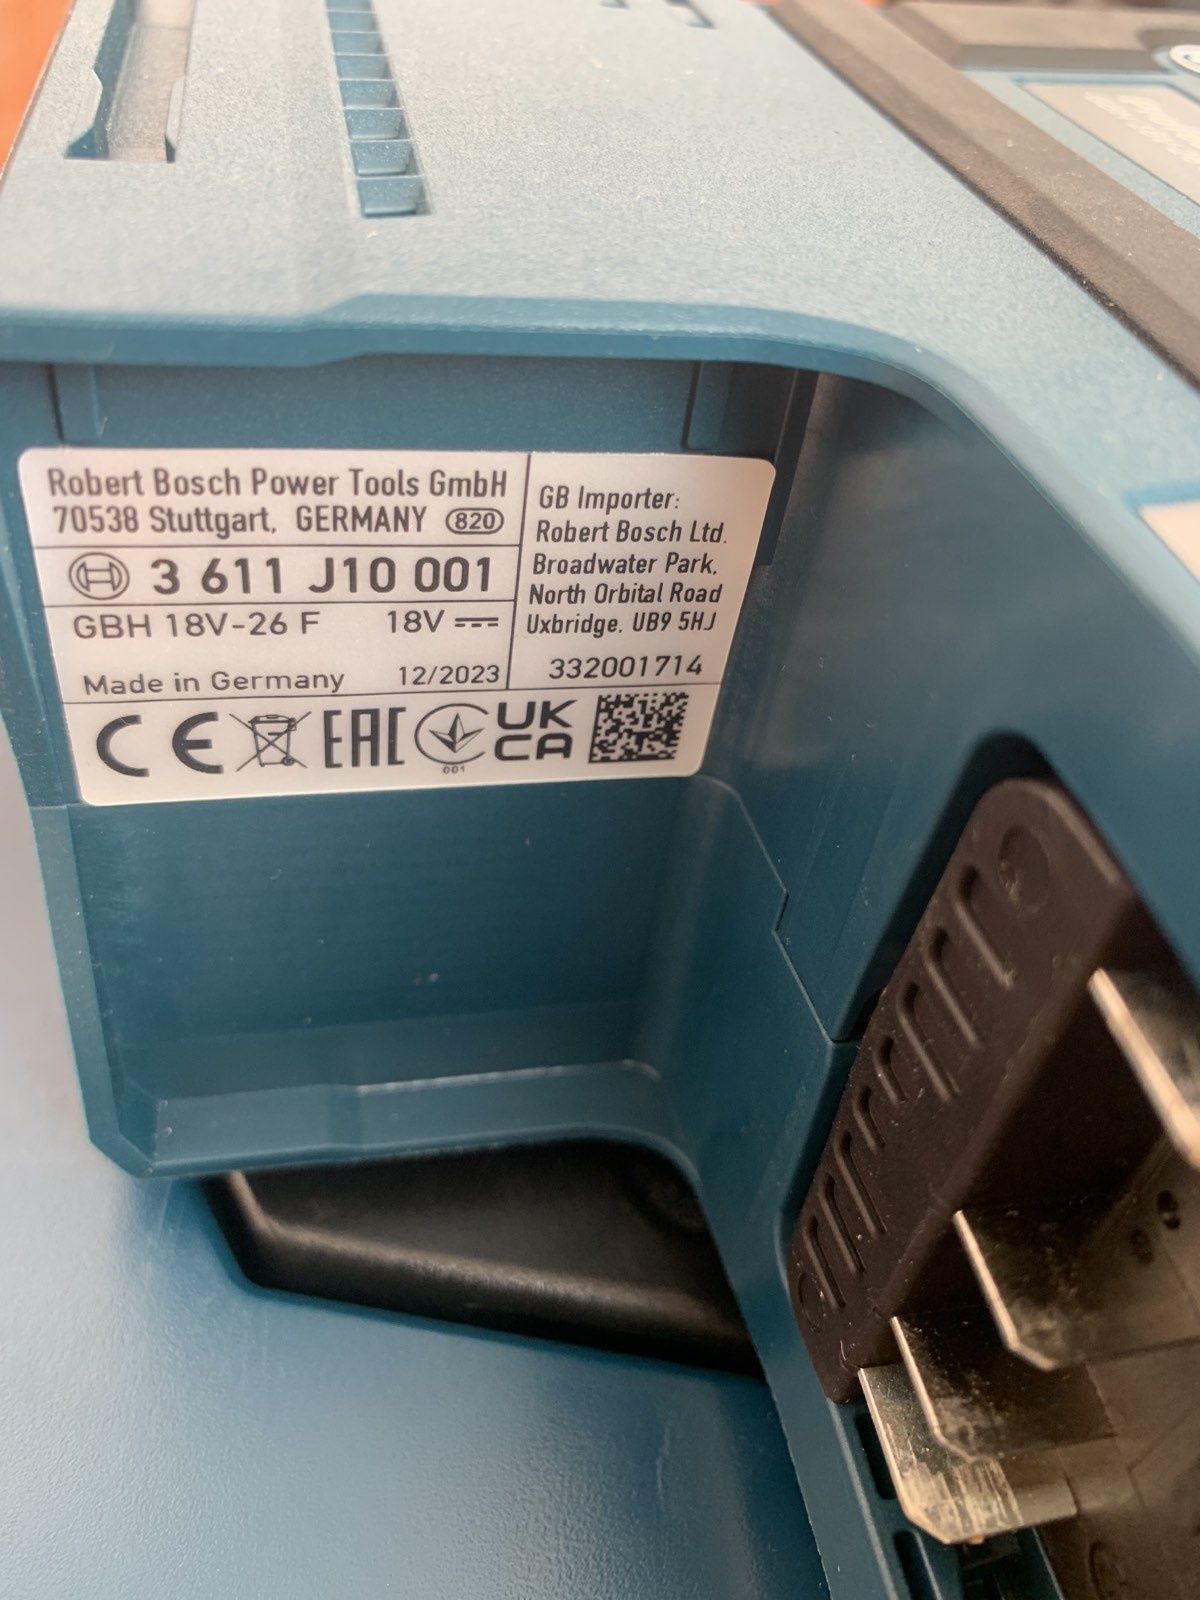 Robert Bosch Power Tools GmbH
70538 Stuttgart, GERMANY 820
3 611 J10 001
GBH 18V-26 F 18V
Made in Germany 12/2023
GB Importer:
Robert Bosch Ltd.
Broadwater Park,
North Orbital Road
Uxbridge, UB9 5HJ
332001714
CE EAC 001 UK
CA